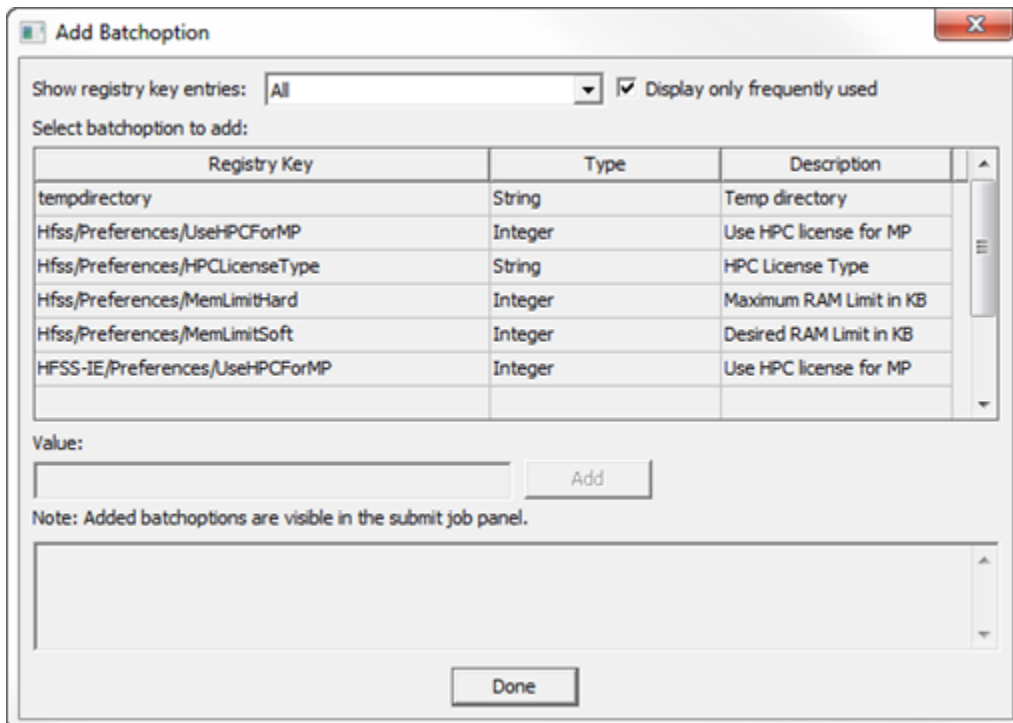 Add Batchoption
Show registry key entries: All Display only frequently used
Select batchoption to add:
Registry Key Type Description
tempdirectory String Temp directory
Hfss/Preferences/UseHPCForMP Integer Use HPC license for MP
Hfss/Preferences/HPCLicenseType String HPC License Type
Hfss/Preferences/MemLimitHard Integer Maximum RAM Limit in KB
Hfss/Preferences/MemLimitSoft Integer Desired RAM Limit in KB
HFSS-IE/Preferences/UseHPCForMP Integer Use HPC license for MP
Value:
Add
Note: Added batchoptions are visible in the submit job panel.
Done